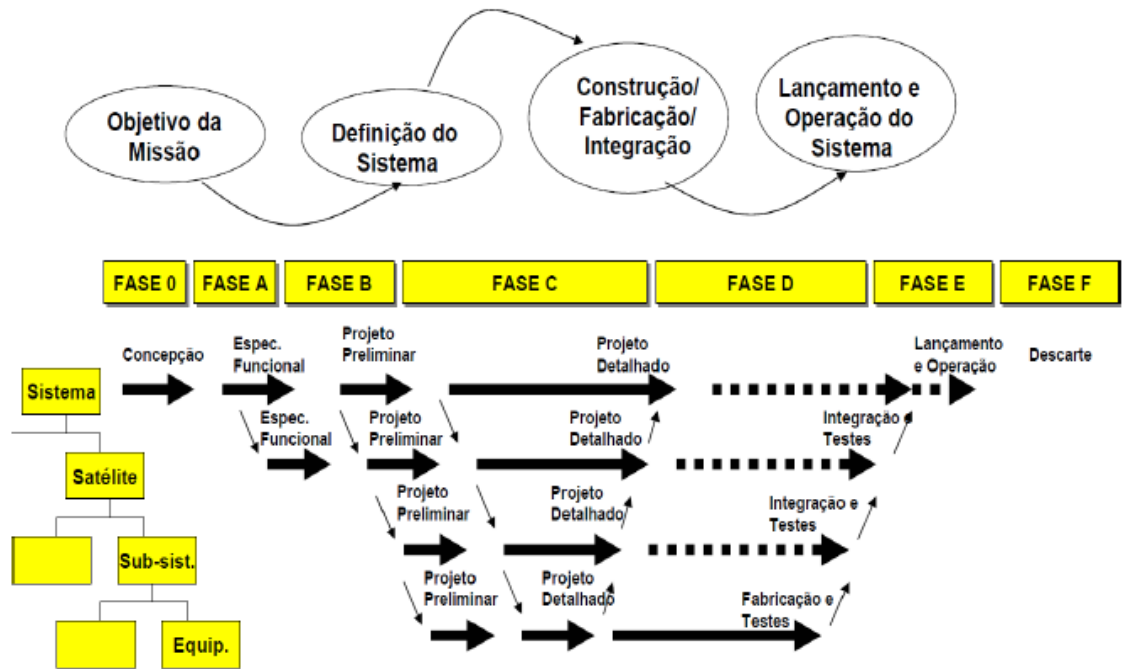 Objetivo da
Missão
Definição do
Sistema
Construção/
Fabricação/
Integração
Lançamento e
Operação do
Sistema
FASE 0
FASE A
FASE B
FASE C
FASE D
FASE E
FASE F
Concepção
Espec.
Funcional
Projeto
Preliminar
Projeto
Detalhado
Lançamento
e Operação
Descarte
Sistema
Espec.
Funcional
Projeto
Preliminar
Projeto
Detalhado
Integração e
Testes
Satélite
Projeto
Preliminar
Projeto
Detalhado
Integração e
Testes
Sub-sist.
Projeto
Preliminar
Projeto
Detalhado
Fabricação e
Testes
Equip.